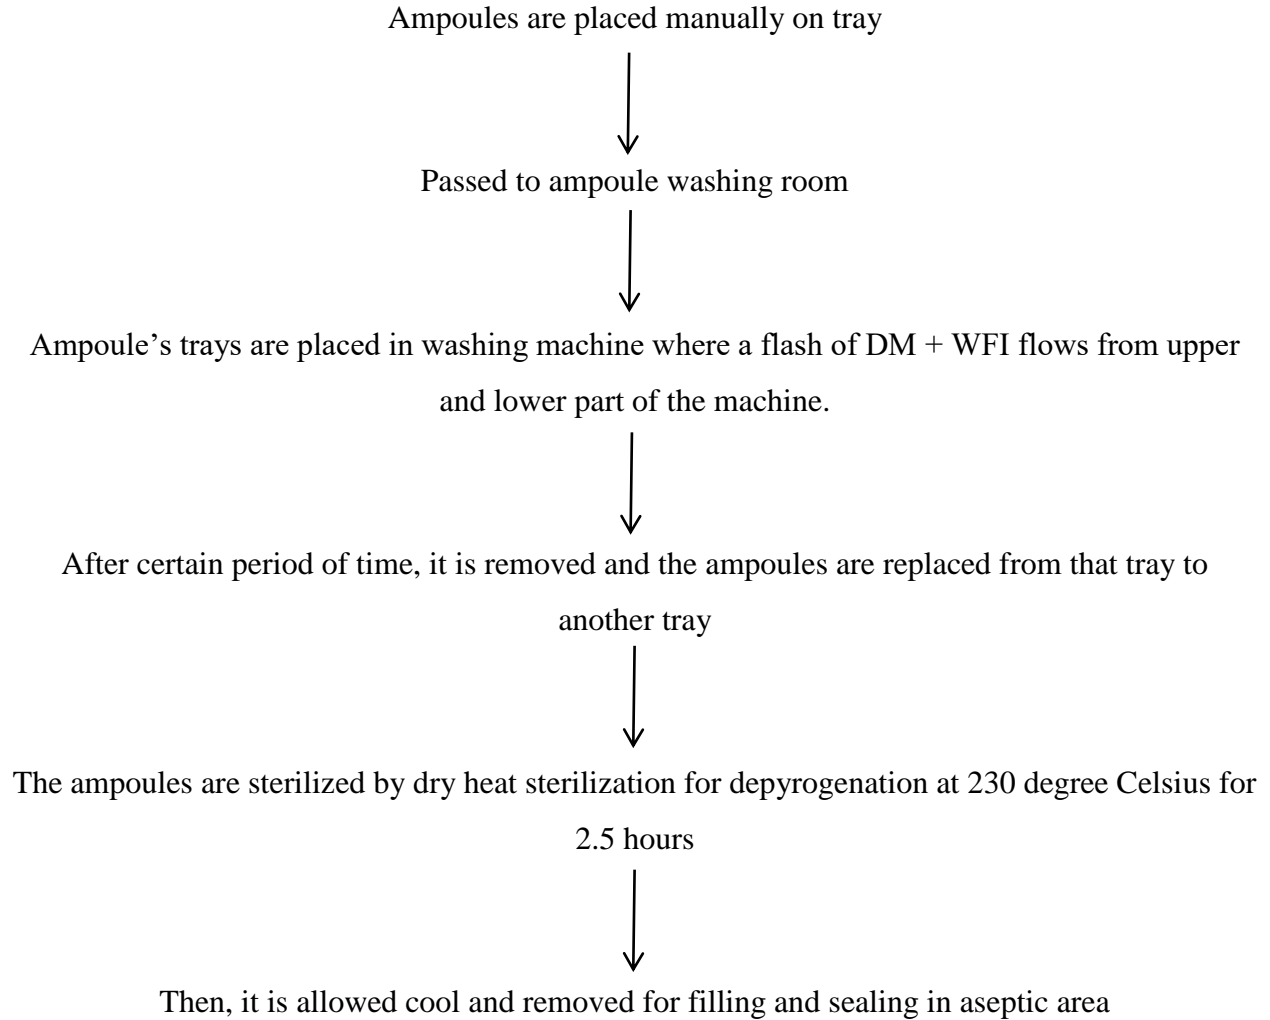 Ampoules are placed manually on tray
Passed to ampoule washing room
Ampoule’s trays are placed in washing machine where a flash of DM + WFI flows from upper
and lower part of the machine.
After certain period of time, it is removed and the ampoules are replaced from that tray to
another tray
The ampoules are sterilized by dry heat sterilization for depyrogenation at 230 degree Celsius for
2.5 hours
Then, it is allowed cool and removed for filling and sealing in aseptic area